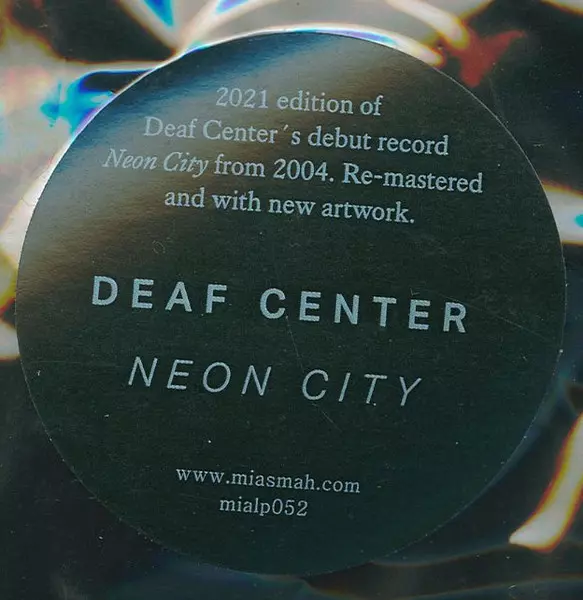 2021 edition of
Deaf Center´s debut record
Neon City from 2004. Re-mastered
and with new artwork.
DEAF CENTER
NEON CITY
www.miasmah.com
mialp052